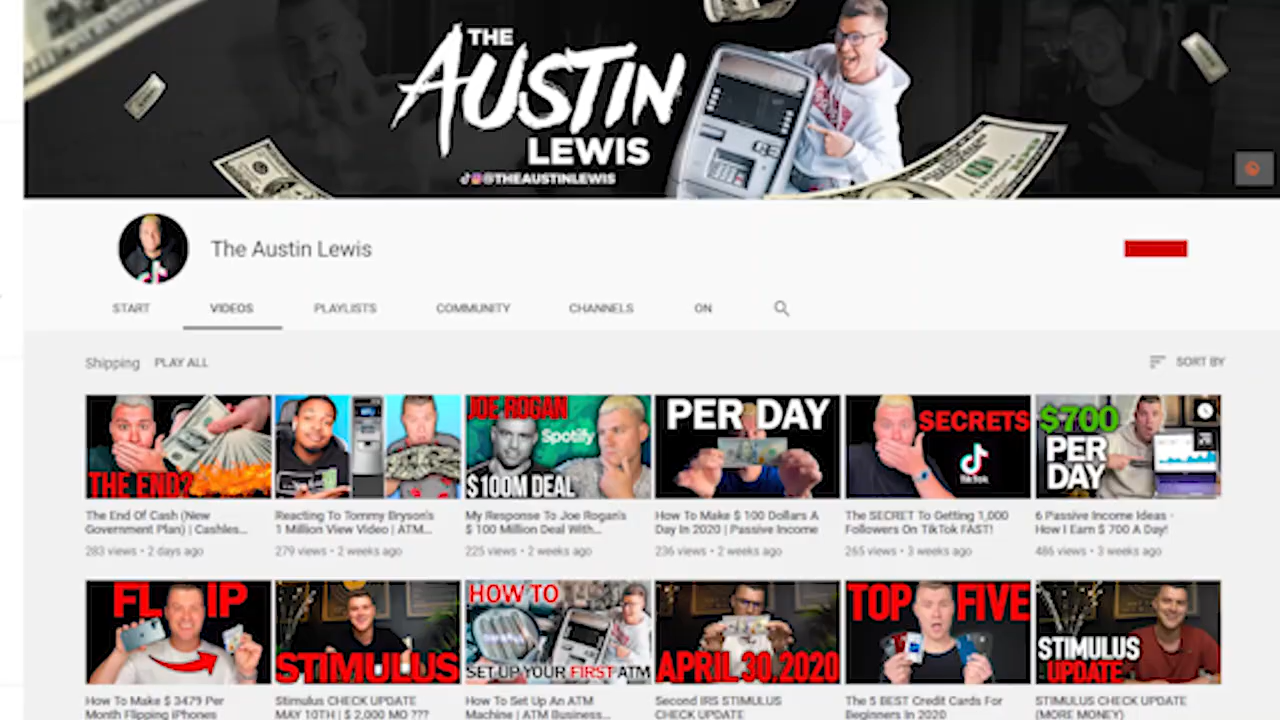 THE
AUSTIN
LEWIS
@THEAUSTINLEWIS
The Austin Lewis
START VIDEOS PLAYLISTS COMMUNITY CHANNELS ON
Shipping PLAY ALL SORT BY
THE END?
JOE ROGAN
Spotify
$100M DEAL
PER DAY
SECRETS
TikTok
$700
PER
DAY
The End Of Cash (New
Government Plan) | Cashles...
283 views • 2 days ago
Reacting To Tommy Bryson's
1 Million View Video | ATM...
279 views • 2 weeks ago
My Response To Joe Rogan's
$ 100 Million Deal With...
225 views • 2 weeks ago
How To Make $ 100 Dollars A
Day In 2020 | Passive Income
236 views • 2 weeks ago
The SECRET To Getting 1,000
Followers On TikTok FAST!
265 views • 3 weeks ago
6 Passive Income Ideas -
How I Earn $ 700 A Day!
486 views • 3 weeks ago
FLIP
STIMULUS
HOW TO
SET UP YOUR FIRST ATM
APRIL 30, 2020
TOP FIVE
STIMULUS
UPDATE
How To Make $ 3479 Per
Month Flipping iPhones
Stimulus CHECK UPDATE
MAY 10TH | $ 2,000 MO ???
How To Set Up An ATM
Machine | ATM Business...
Second IRS STIMULUS
CHECK UPDATE
The 5 BEST Credit Cards For
Beginners In 2020
STIMULUS CHECK UPDATE
(MORE MONEY)